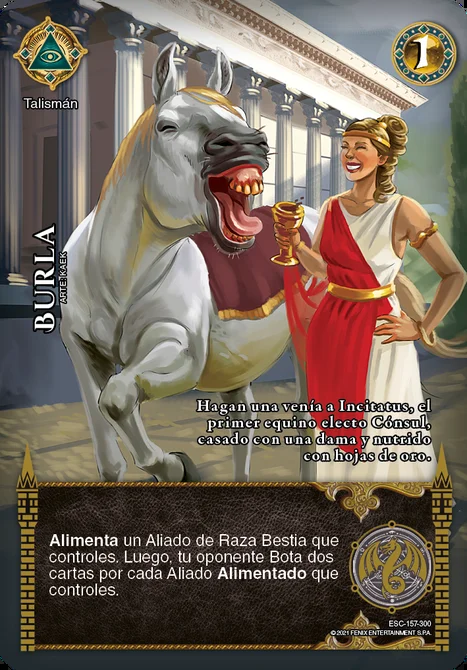 1
Talismán
BURLA
ARTE: KAEK
Hagan una venía a Incitatus, el
primer equino electo Cónsul,
casado con una dama y nutrido
con hojas de oro.
Alimenta un Aliado de Raza Bestia que
controles. Luego, tu oponente Bota dos
cartas por cada Aliado Alimentado que
controles.
ESC-157-300
©2021 FENIX ENTERTAINMENT S.P.A.